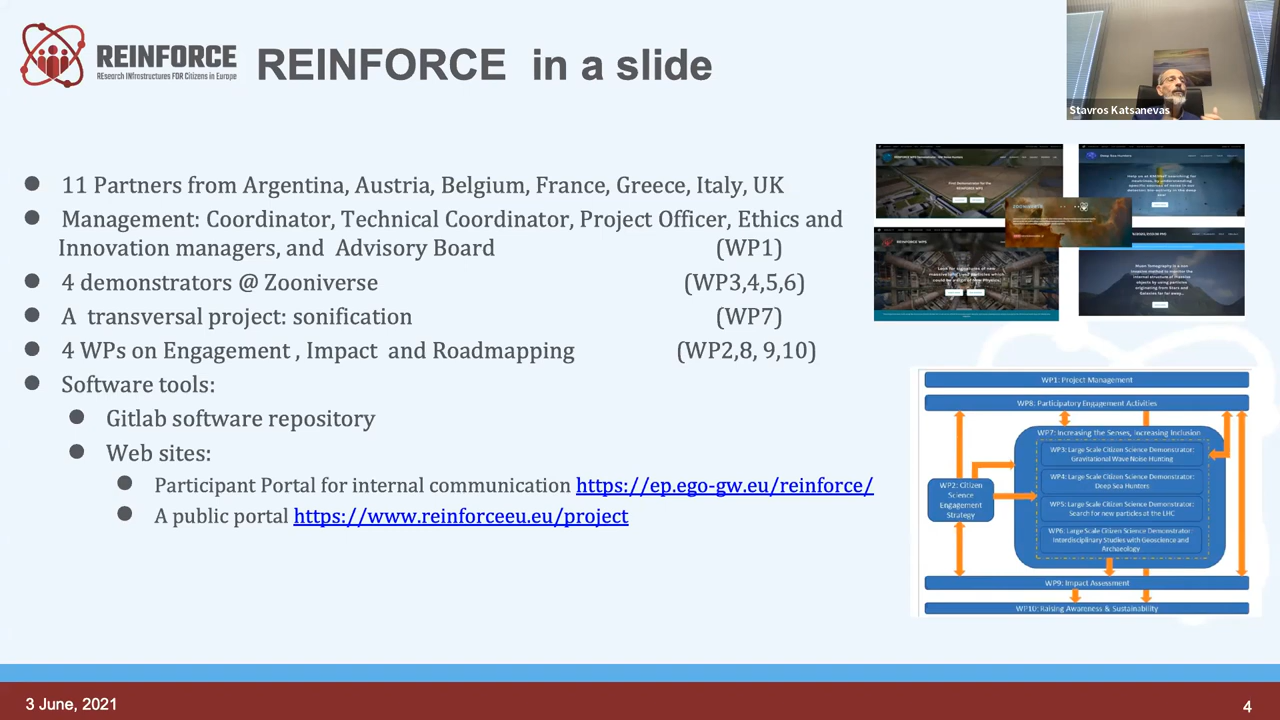 REINFORCE
REsearch INfrastructures FOR Citizens in Europe
REINFORCE in a slide
Stavros Katsanevas
● 11 Partners from Argentina, Austria, Belgium, France, Greece, Italy, UK
● Management: Coordinator, Technical Coordinator, Project Officer, Ethics and
Innovation managers, and Advisory Board (WP1)
● 4 demonstrators @ Zooniverse (WP3,4,5,6)
● A transversal project: sonification (WP7)
● 4 WPs on Engagement , Impact and Roadmapping (WP2,8, 9,10)
● Software tools:
● Gitlab software repository
● Web sites:
● Participant Portal for internal communication https://ep.ego-gw.eu/reinforce/
● A public portal https://www.reinforceeu.eu/project
Deep Sea Hunters
REINFORCE WP5
WP1: Project Management
WP8: Participatory Engagement Activities
WP7: Increasing the Senses, Increasing Inclusion
WP3: Large Scale Citizen Science Demonstrator:
Gravitational Wave Noise Hunting
WP4: Large Scale Citizen Science Demonstrator:
Deep Sea Hunters
WP5: Large Scale Citizen Science Demonstrator:
Search for new particles at the LHC
WP6: Large Scale Citizen Science Demonstrator:
Interdisciplinary Studies with Geoscience and
Archaeology
WP2: Citizen
Science
Engagement
Strategy
WP9: Impact Assessment
WP10: Raising Awareness & Sustainability
3 June, 2021
4